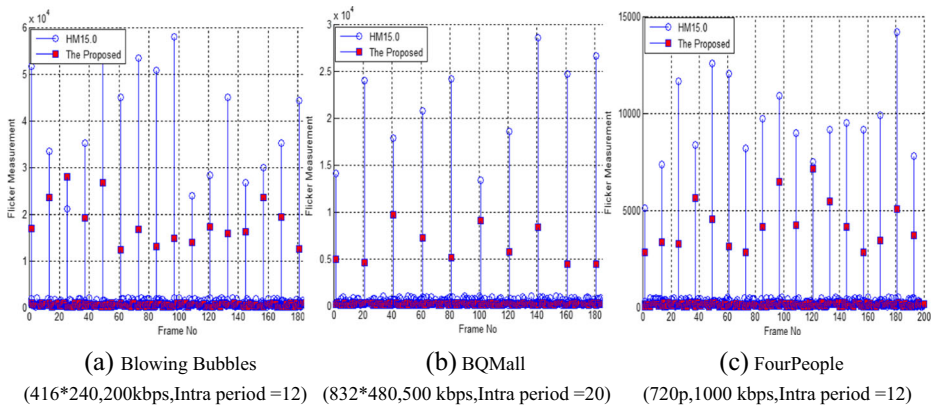 x 10⁴
6
5
4
3
2
1
0
Flicker Measurement
HM15.0
The Proposed
0 20 40 60 80 100 120 140 160 180
Frame No
(a) Blowing Bubbles
(416*240,200kbps,Intra period =12)
x 10⁴
3
2.5
2
1.5
1
0.5
0
Flicker Measurement
HM15.0
The Proposed
0 20 40 60 80 100 120 140 160 180
Frame No
(b) BQMall
(832*480,500 kbps,Intra period =20)
15000
10000
5000
0
Flicker Measurement
HM15.0
The Proposed
0 20 40 60 80 100 120 140 160 180 200
Frame No
(c) FourPeople
(720p,1000 kbps,Intra period =12)